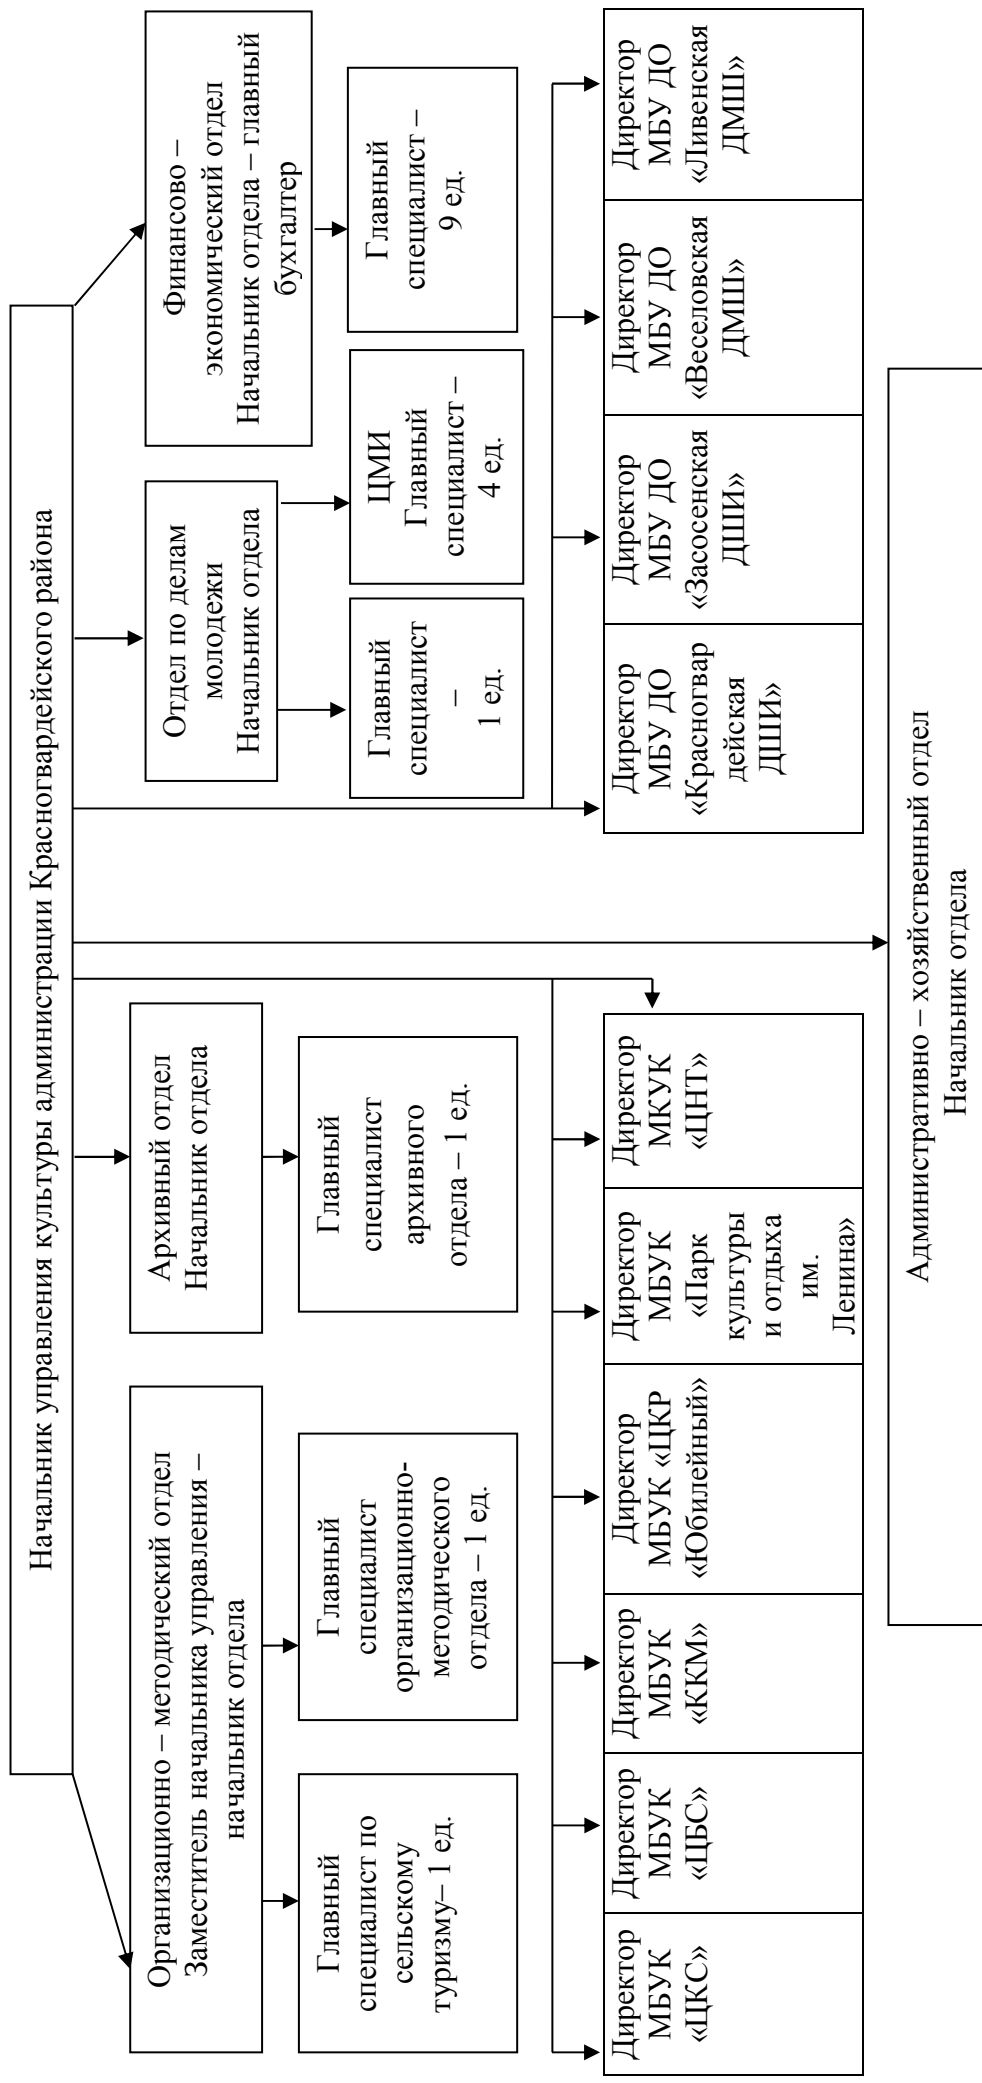 Начальник управления культуры администрации Красногвардейского района
Организационно – методический отдел
Заместитель начальника управления –
начальник отдела
Архивный отдел
Начальник отдела
Отдел по делам
молодежи
Начальник отдела
Финансово –
экономический отдел
Начальник отдела – главный
бухгалтер
Главный
специалист по
сельскому
туризму– 1 ед.
Главный
специалист
организационно-
методического
отдела – 1 ед.
Главный
специалист
архивного
отдела – 1 ед.
Главный
специалист
–
1 ед.
ЦМИ
Главный
специалист –
4 ед.
Главный
специалист –
9 ед.
Директор
МБУК
«ЦКС»
Директор
МБУК
«ЦБС»
Директор
МБУК
«ККМ»
Директор
МБУК «ЦКР
«Юбилейный»
Директор
МБУК
«Парк
культуры
и отдыха
им.
Ленина»
Директор
МКУК
«ЦНТ»
Директор
МБУ ДО
«Красногвар
дейская
ДШИ»
Директор
МБУ ДО
«Засосенская
ДШИ»
Директор
МБУ ДО
«Веселовская
ДМШ»
Директор
МБУ ДО
«Ливенская
ДМШ»
Административно – хозяйственный отдел
Начальник отдела